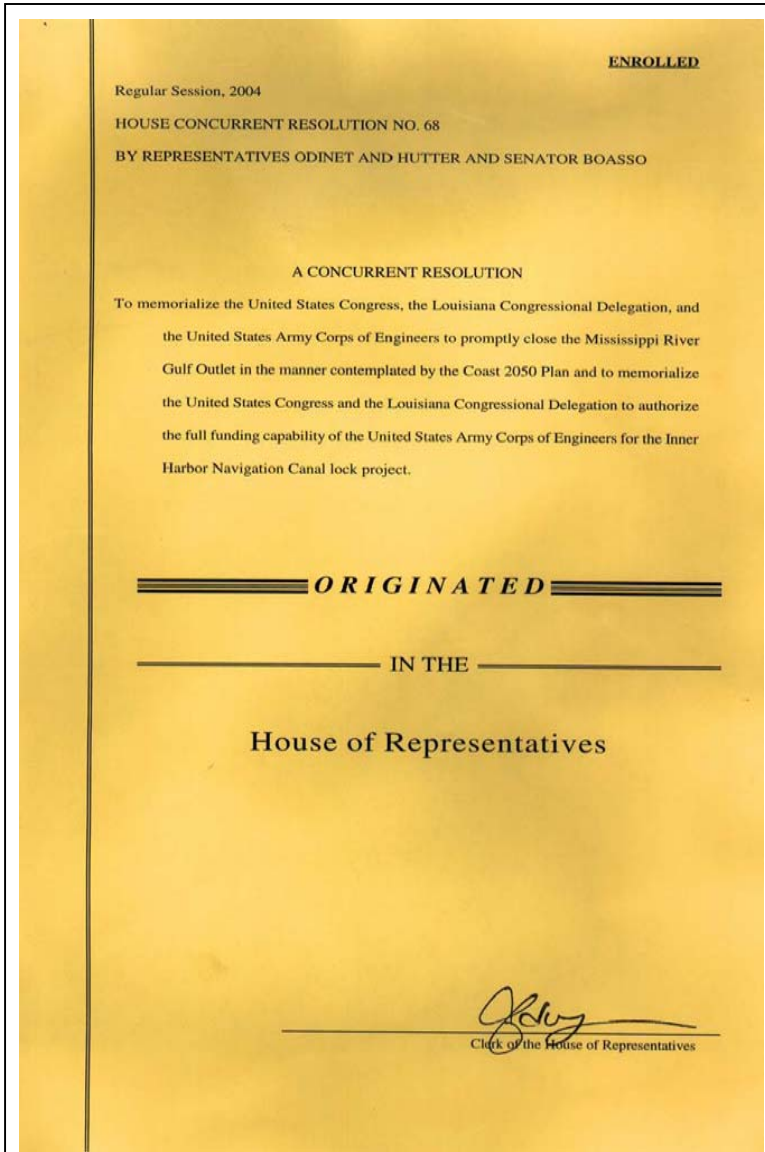 ENROLLED
Regular Session, 2004
HOUSE CONCURRENT RESOLUTION NO. 68
BY REPRESENTATIVES ODINET AND HUTTER AND SENATOR BOASSO
A CONCURRENT RESOLUTION
To memorialize the United States Congress, the Louisiana Congressional Delegation, and
the United States Army Corps of Engineers to promptly close the Mississippi River
Gulf Outlet in the manner contemplated by the Coast 2050 Plan and to memorialize
the United States Congress and the Louisiana Congressional Delegation to authorize
the full funding capability of the United States Army Corps of Engineers for the Inner
Harbor Navigation Canal lock project.
ORIGINATED
IN THE
House of Representatives
Clerk of the House of Representatives